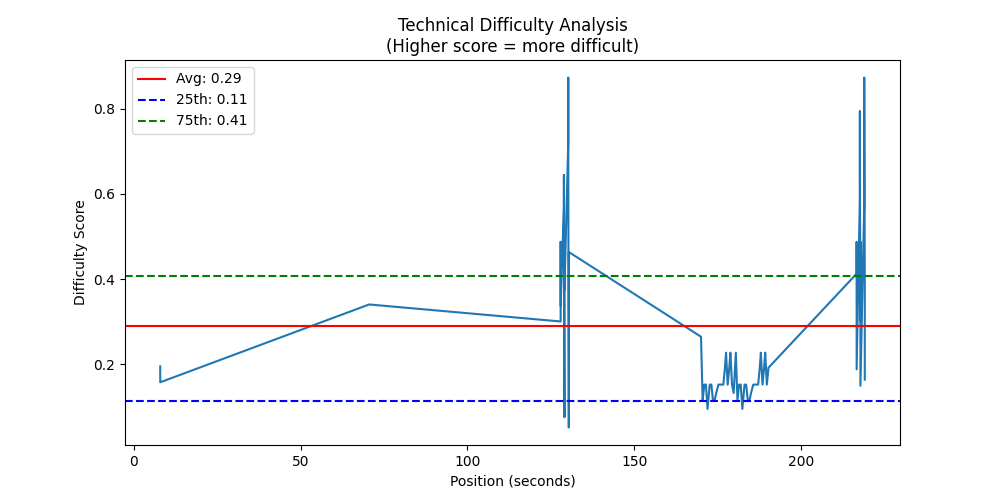 Technical Difficulty Analysis
(Higher score = more difficult)
Avg: 0.29
25th: 0.11
75th: 0.41
Difficulty Score
0.8
0.6
0.4
0.2
0
50
100
150
200
Position (seconds)